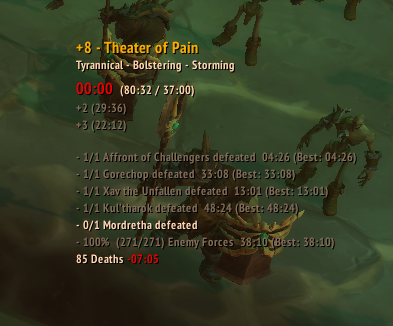 +8 - Theater of Pain
Tyrannical - Bolstering - Storming
00:00 (80:32 / 37:00)
+2 (29:36)
+3 (22:12)
- 1/1 Affront of Challengers defeated 04:26 (Best: 04:26)
- 1/1 Gorechop defeated 33:08 (Best: 33:08)
- 1/1 Xav the Unfallen defeated 13:01 (Best: 13:01)
- 1/1 Kul'tharok defeated 48:24 (Best: 48:24)
- 0/1 Mordretha defeated
- 100% (271/271) Enemy Forces 38:10 (Best: 38:10)
85 Deaths -07:05